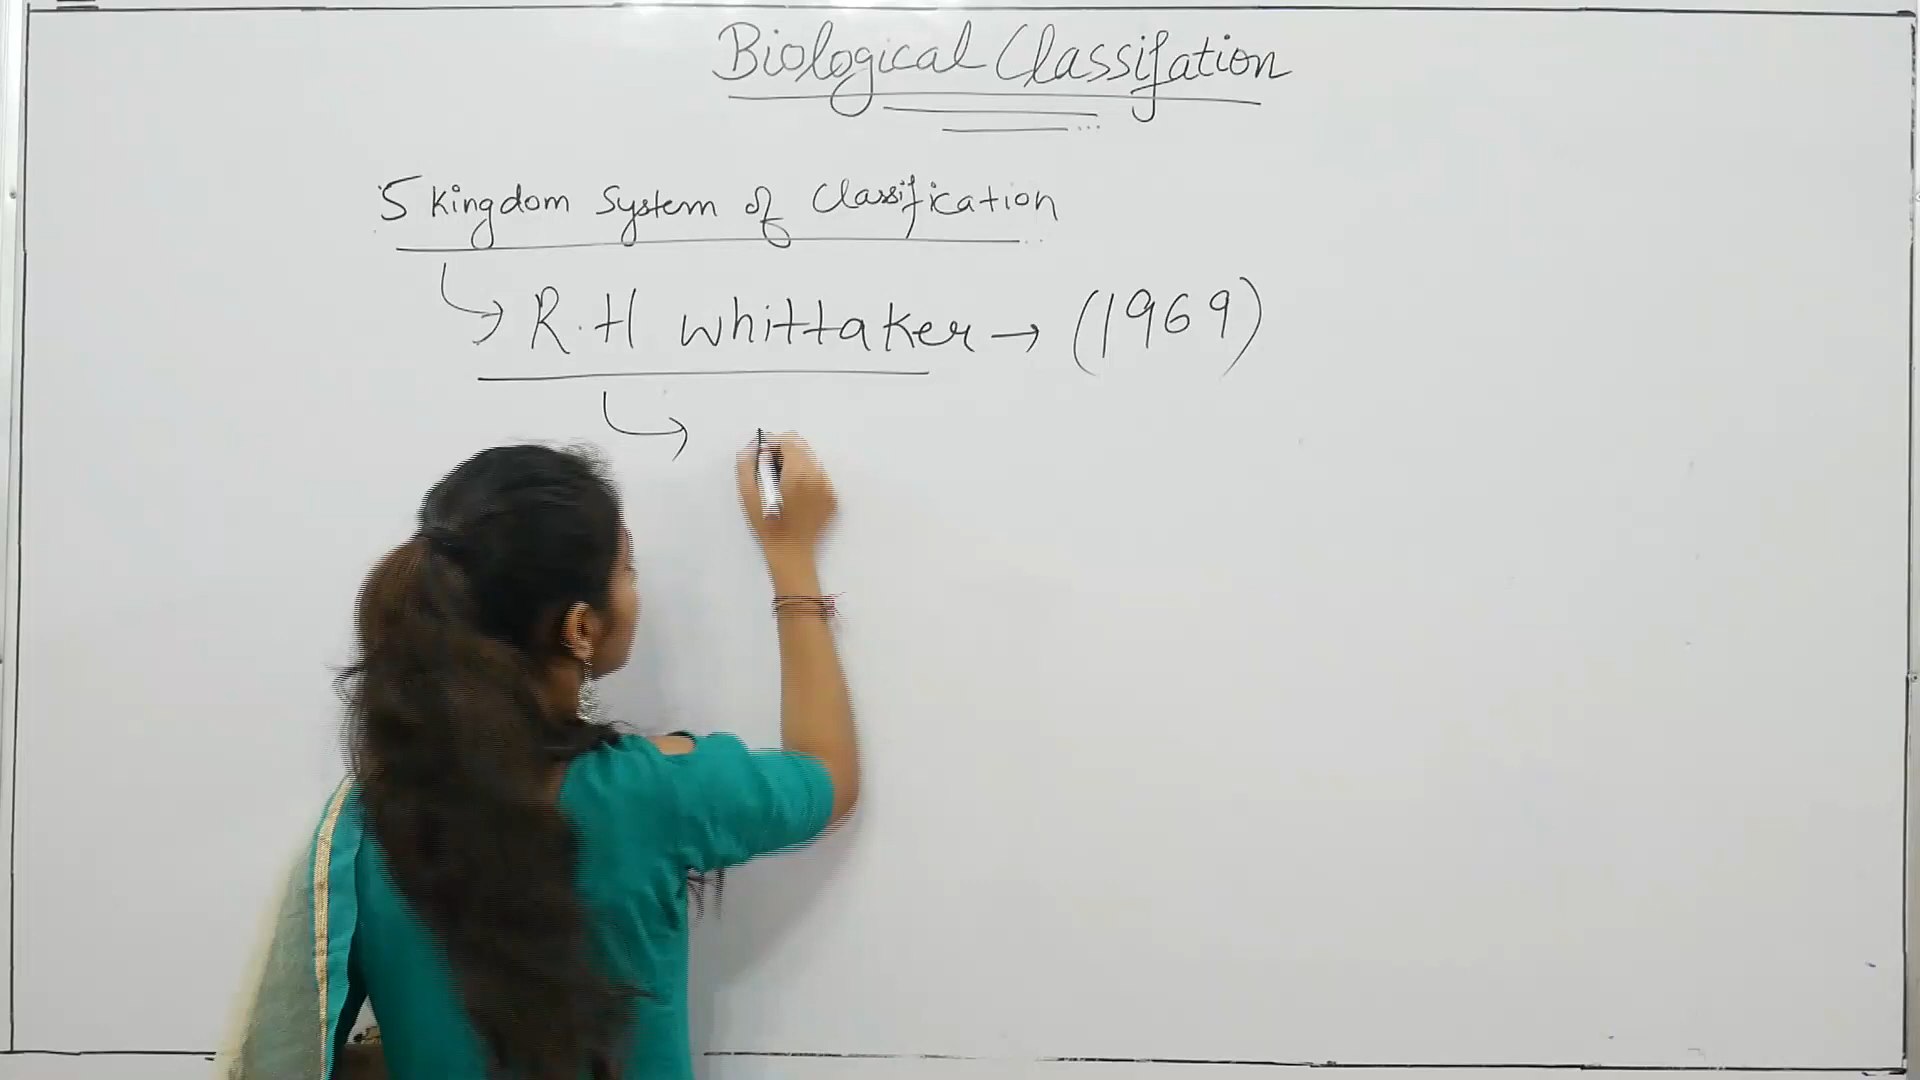 Biological Classifation
5 Kingdom System of Classification
R.H Whittaker → (1969)